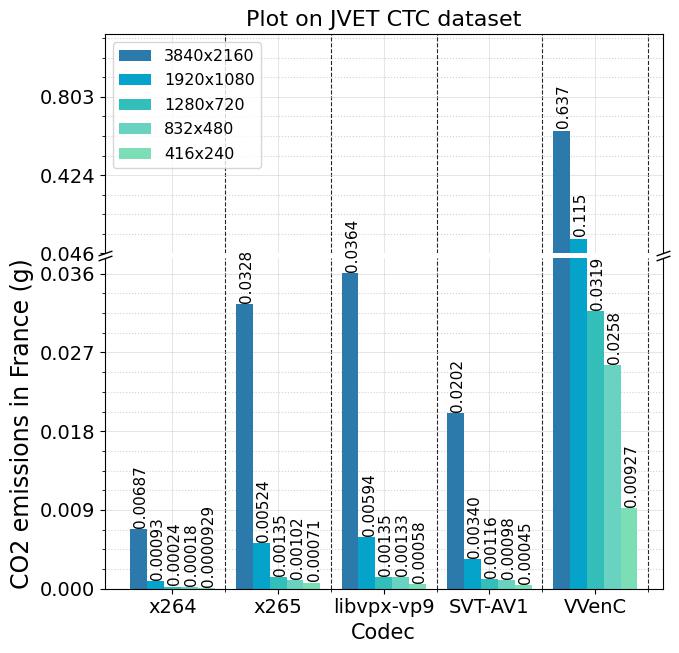 Plot on JVET CTC dataset
3840x2160
1920x1080
1280x720
832x480
416x240
0.803
0.424
0.046
0.036
0.027
0.018
0.009
0.000
CO2 emissions in France (g)
0.00687
0.00093
0.00024
0.00018
0.0000929
0.0328
0.00524
0.00135
0.00102
0.00071
0.0364
0.00594
0.00135
0.00133
0.00058
0.0202
0.00340
0.00116
0.00098
0.00045
0.637
0.115
0.0319
0.0258
0.00927
x264
x265
libvpx-vp9
SVT-AV1
VVenC
Codec